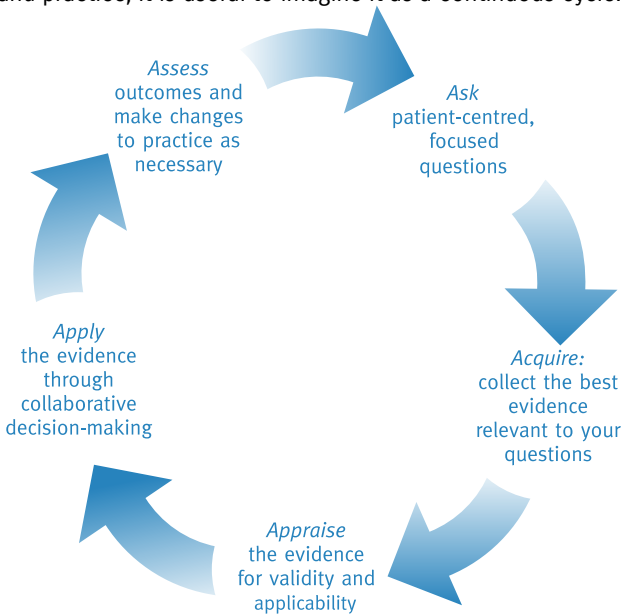 and practice, it is useful to imagine it as a continuous cycle.
Ask
patient-centred,
focused
questions
Acquire:
collect the best
evidence
relevant to your
questions
Appraise
the evidence
for validity and
applicability
Apply
the evidence
through
collaborative
decision-making
Assess
outcomes and
make changes
to practice as
necessary